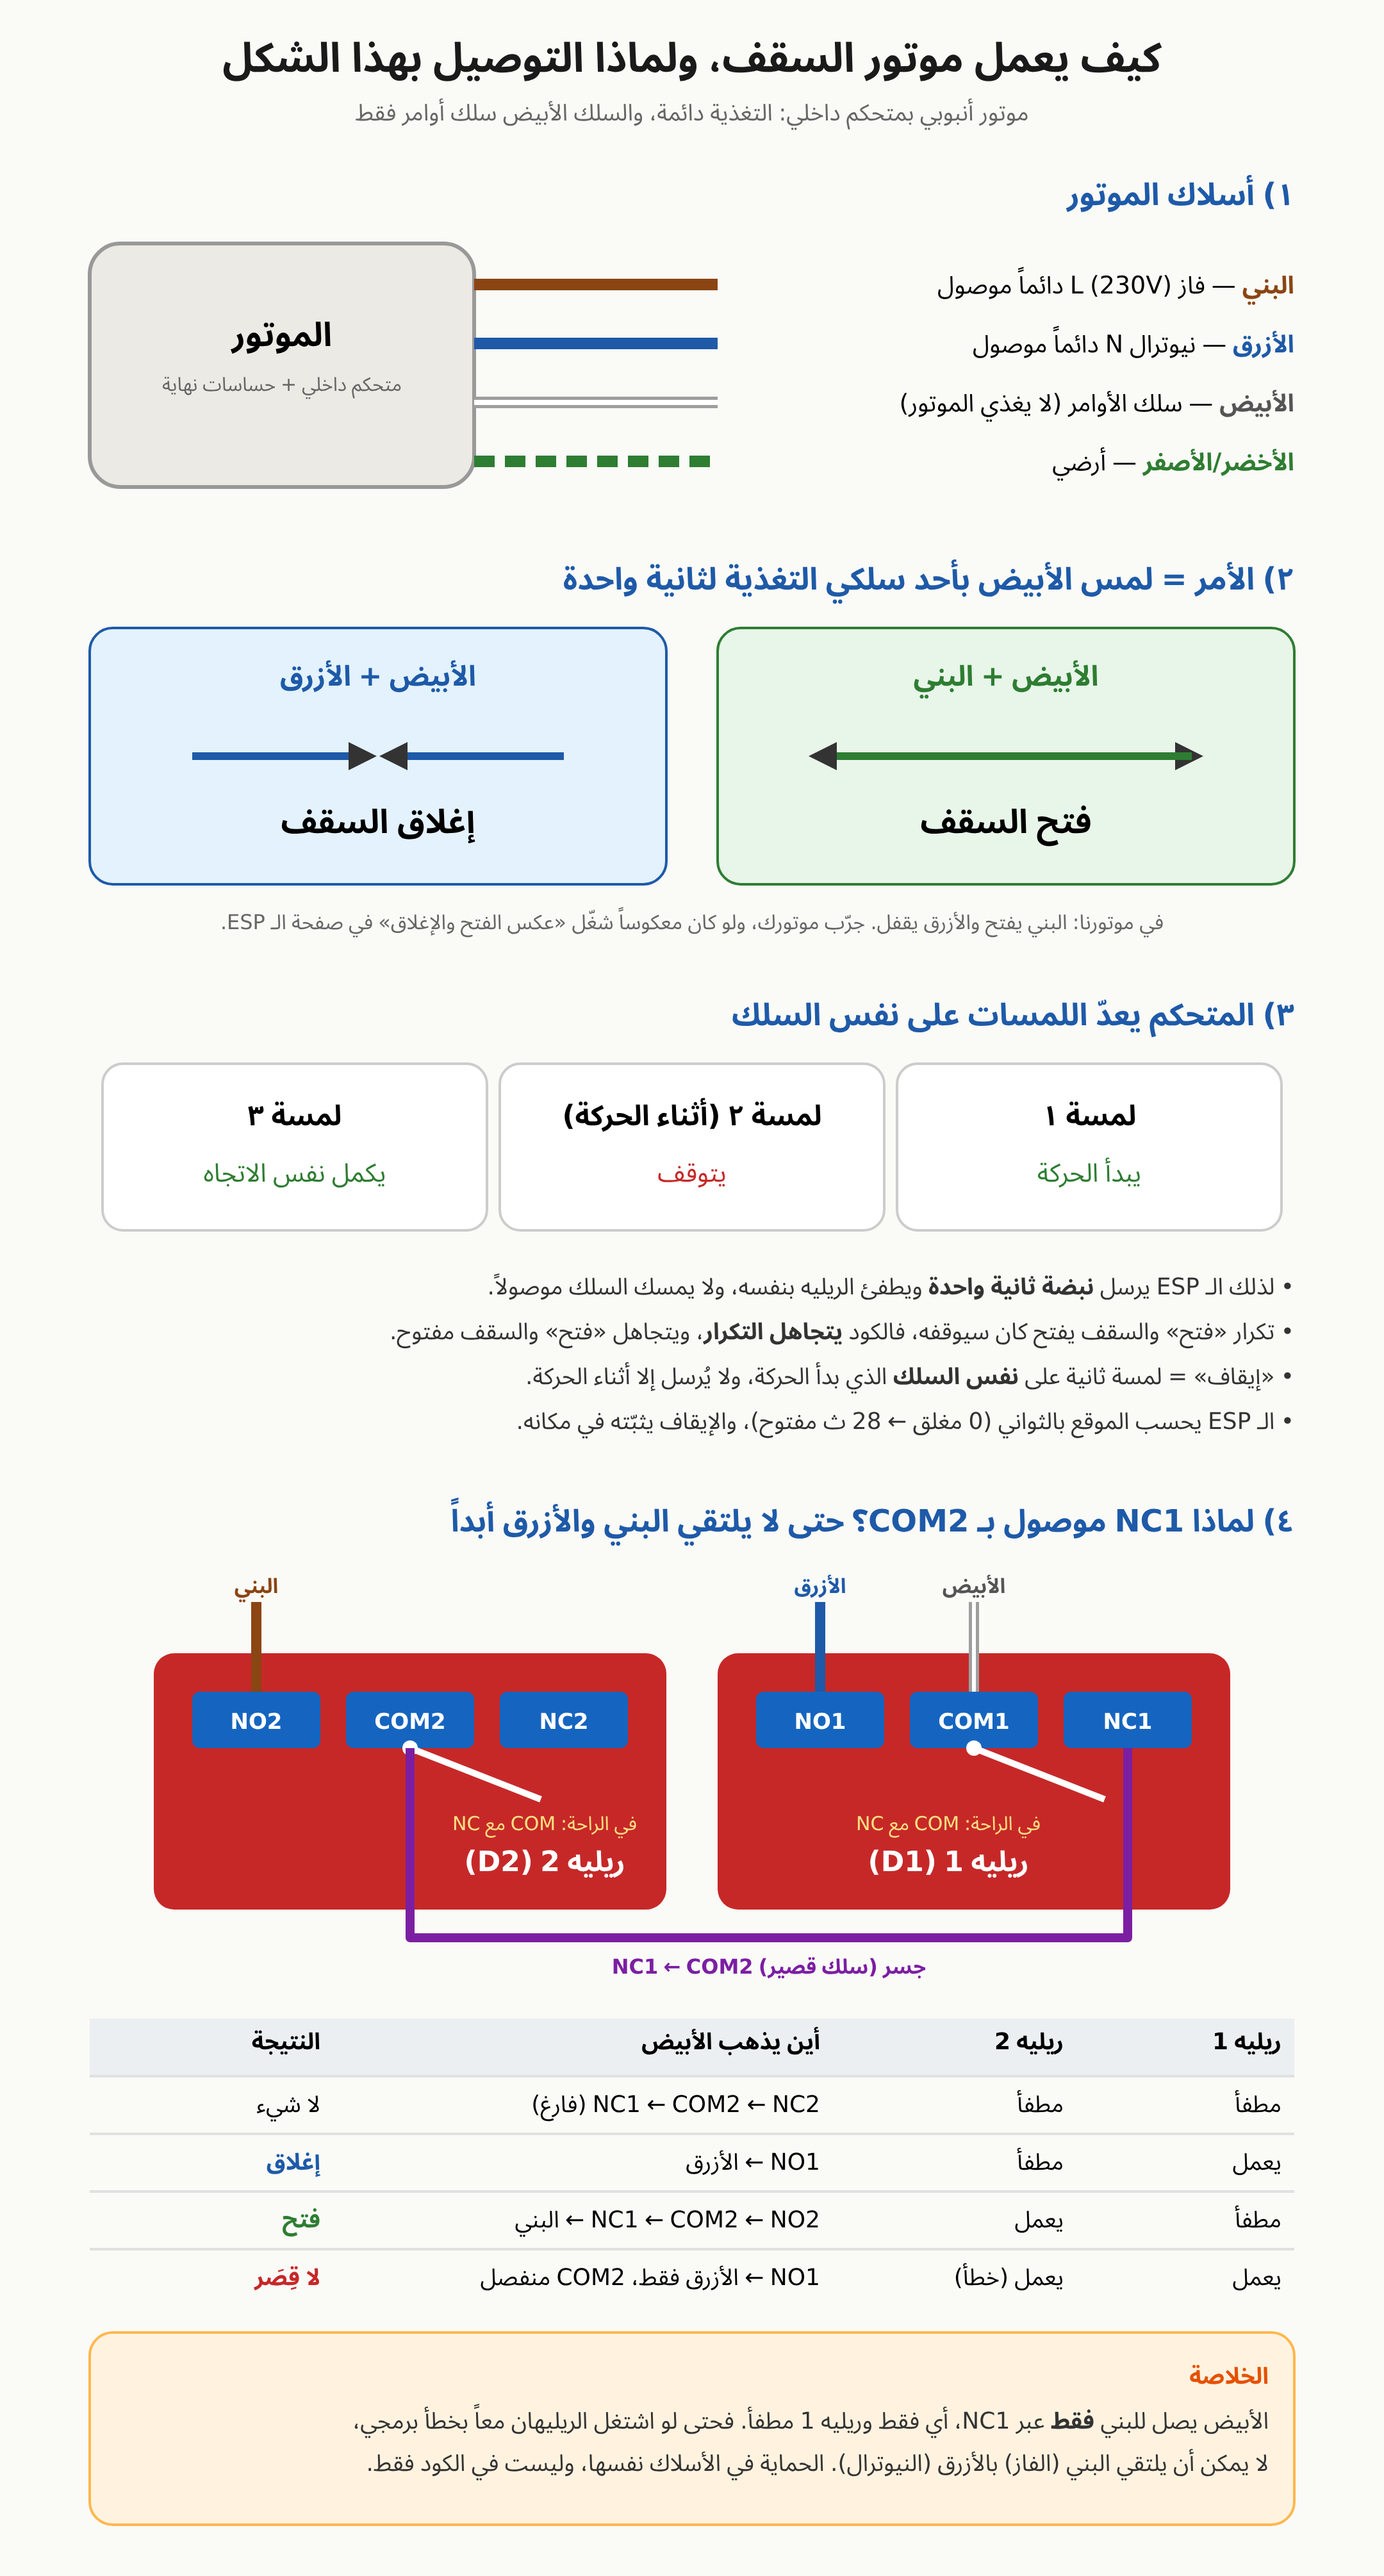 كيف يعمل موتور السقف، ولماذا التوصيل بهذا الشكل
موتور أنبوبي بمتحكم داخلي: التغذية دائمة، والسلك الأبيض سلك أوامر فقط
١) أسلاك الموتور
البني — فاز L (230V) دائماً موصول
الأزرق — نيوترال N دائماً موصول
الأبيض — سلك الأوامر (لا يغذي الموتور)
الأخضر/الأصفر — أرضي
الموتور
متحكم داخلي + حساسات نهاية
٢) الأمر = لمس الأبيض بأحد سلكي التغذية لثانية واحدة
الأبيض + البني
فتح السقف
الأبيض + الأزرق
إغلاق السقف
في موتورنا: البني يفتح والأزرق يقفل. جرّب موتورك، ولو كان معكوساً شغّل «عكس الفتح والإغلاق» في صفحة الـ ESP.
٣) المتحكم يعدّ اللمسات على نفس السلك
لمسة ١
يبدأ الحركة
لمسة ٢ (أثناء الحركة)
يتوقف
لمسة ٣
يكمل نفس الاتجاه
• لذلك الـ ESP يرسل نبضة ثانية واحدة ويطفئ الريليه بنفسه، ولا يمسك السلك موصولاً.
• تكرار «فتح» والسقف يفتح كان سيوقفه، فالكود يتجاهل التكرار، ويتجاهل «فتح» والسقف مفتوح.
• «إيقاف» = لمسة ثانية على نفس السلك الذي بدأ الحركة، ولا يُرسل إلا أثناء الحركة.
• الـ ESP يحسب الموقع بالثواني (0 مغلق ← 28 ث مفتوح)، والإيقاف يثبّته في مكانه.
٤) لماذا NC1 موصول بـ COM2؟ حتى لا يلتقي البني والأزرق أبداً
الأبيض
الأزرق
البني
NO1 COM1 NC1
في الراحة: COM مع NC
ريليه 1 (D1)
NO2 COM2 NC2
في الراحة: COM مع NC
ريليه 2 (D2)
جسر (سلك قصير) NC1 ← COM2
ريليه 1 ريليه 2 أين يذهب الأبيض النتيجة
مطفأ مطفأ NC1 ← COM2 ← NC2 (فارغ) لا شيء
يعمل مطفأ NO1 ← الأزرق إغلاق
مطفأ يعمل NC1 ← COM2 ← NO2 ← البني فتح
يعمل يعمل (خطأ) NO1 ← الأزرق فقط، COM2 منفصل لا قِصَر
الخلاصة
الأبيض يصل للبني فقط عبر NC1، أي فقط وريليه 1 مطفأ. فحتى لو اشتغل الريليهان معاً بخطأ برمجي،
لا يمكن أن يلتقي البني (الفاز) بالأزرق (النيوترال). الحماية في الأسلاك نفسها، وليست في الكود فقط.